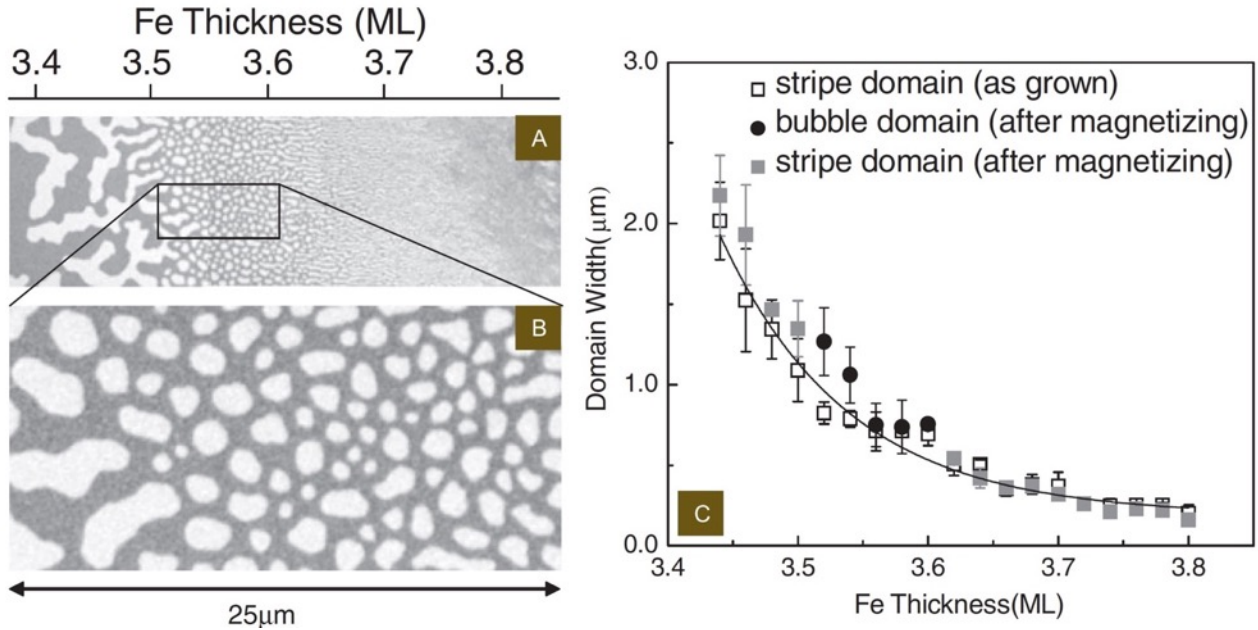 Fe Thickness (ML)
3.4 3.5 3.6 3.7 3.8
A
B
25μm
3.0
2.0
1.0
0.0
Domain Width(μm)
stripe domain (as grown)
bubble domain (after magnetizing)
stripe domain (after magnetizing)
C
3.4 3.5 3.6 3.7 3.8
Fe Thickness(ML)